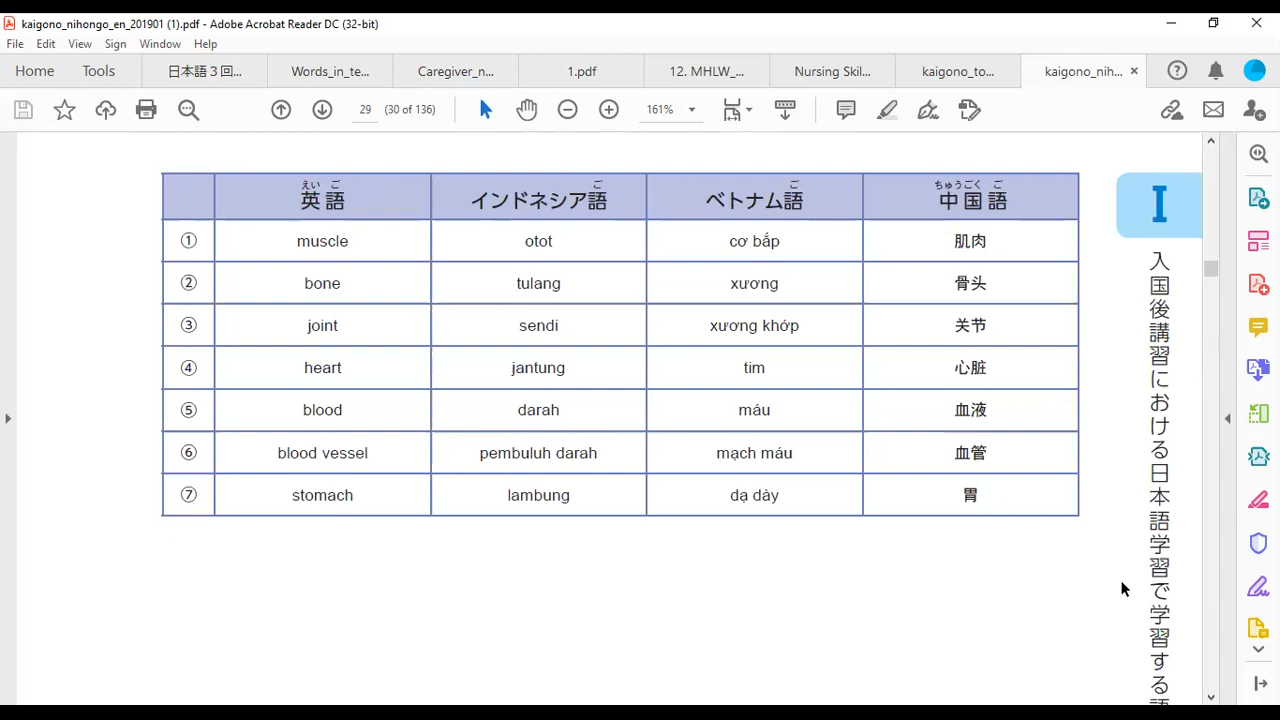 kaigono_nihongo_en_201901 (1).pdf - Adobe Acrobat Reader DC (32-bit)
File Edit View Sign Window Help
Home Tools 日本語３回... Words_in_te... Caregiver_n... 1.pdf 12. MHLW_... Nursing Skil... kaigono_to... kaigono_nih...
29 (30 of 136) 161%
えい ご ご ご ちゅうごく ご
英語 インドネシア語 ベトナム語 中国語
① muscle otot cơ bắp 肌肉
② bone tulang xương 骨头
③ joint sendi xương khớp 关节
④ heart jantung tim 心脏
⑤ blood darah máu 血液
⑥ blood vessel pembuluh darah mạch máu 血管
⑦ stomach lambung dạ dày 胃
I
入国後講習における日本語学習で学習する語